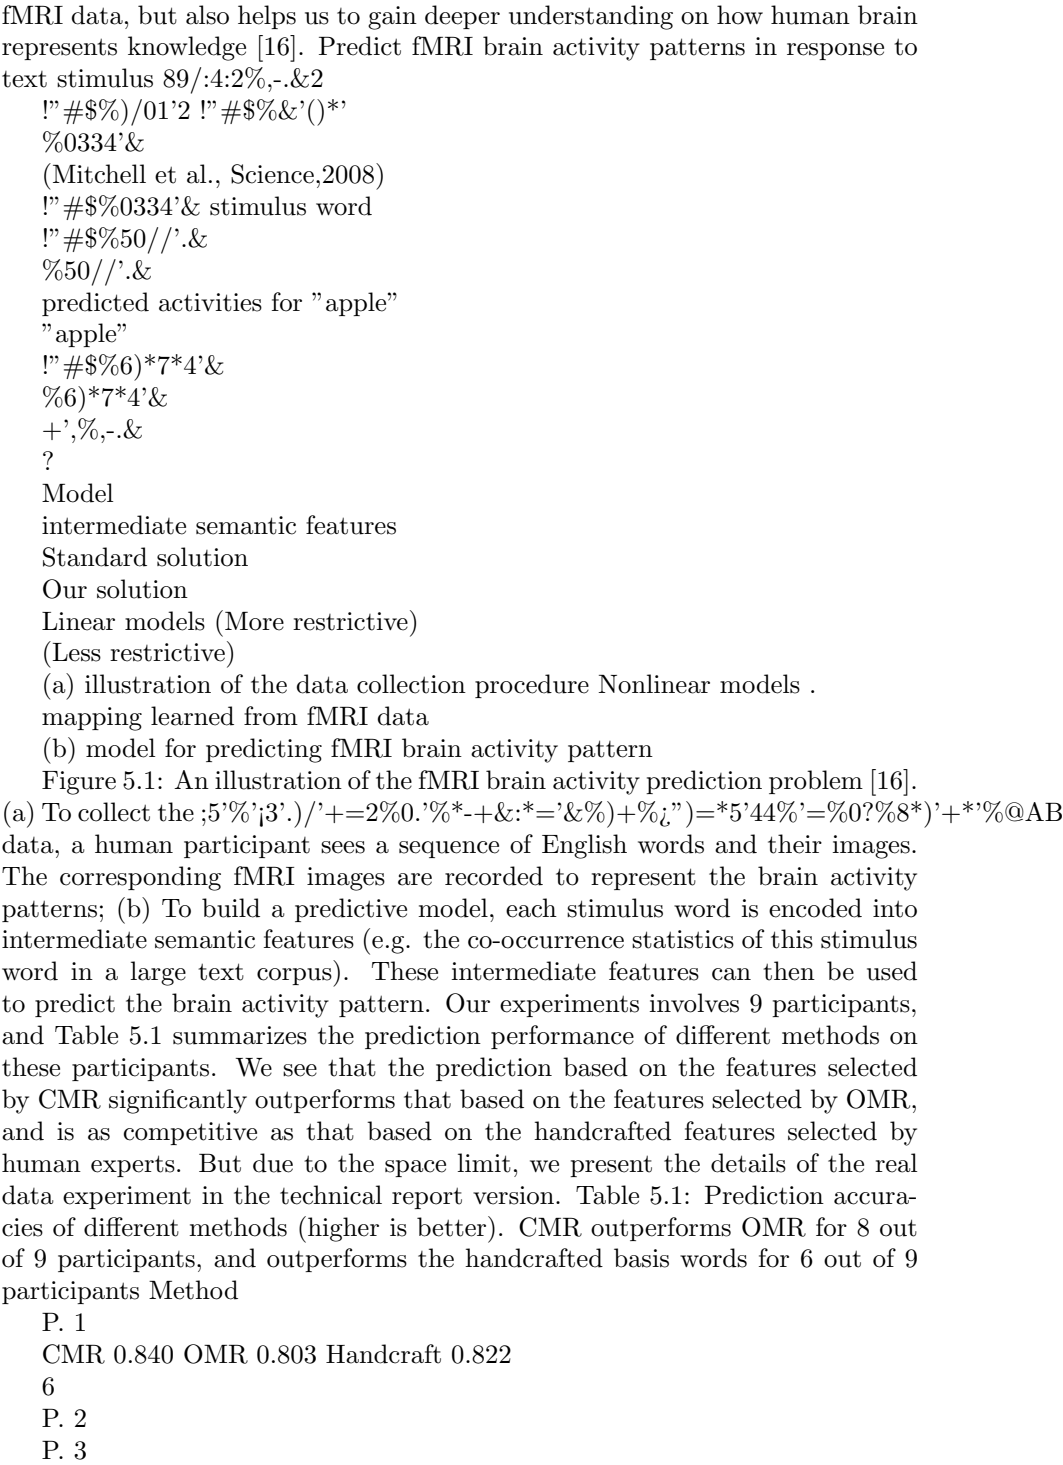 fMRI data, but also helps us to gain deeper understanding on how human brain
represents knowledge [16]. Predict fMRI brain activity patterns in response to
text stimulus 89/:4:2%,-.&2
!”#$%)/01’2 !”#$%&’()*’
%0334’&
(Mitchell et al., Science,2008)
!”#$%0334’& stimulus word
!”#$%50//’.&
%50//’.&
predicted activities for ”apple”
”apple”
!”#$%6)*7*4’&
%6)*7*4’&
+’,%,-.&
?
Model
intermediate semantic features
Standard solution
Our solution
Linear models (More restrictive)
(Less restrictive)
(a) illustration of the data collection procedure Nonlinear models .
mapping learned from fMRI data
(b) model for predicting fMRI brain activity pattern
Figure 5.1: An illustration of the fMRI brain activity prediction problem [16].
(a) To collect the ;5’%’¡3’.)/’+=2%0.’%*-+&:*=’&%)+%¿”)=*5’44%’=%0?%8*)’+*’%@AB
data, a human participant sees a sequence of English words and their images.
The corresponding fMRI images are recorded to represent the brain activity
patterns; (b) To build a predictive model, each stimulus word is encoded into
intermediate semantic features (e.g. the co-occurrence statistics of this stimulus
word in a large text corpus). These intermediate features can then be used
to predict the brain activity pattern. Our experiments involves 9 participants,
and Table 5.1 summarizes the prediction performance of different methods on
these participants. We see that the prediction based on the features selected
by CMR significantly outperforms that based on the features selected by OMR,
and is as competitive as that based on the handcrafted features selected by
human experts. But due to the space limit, we present the details of the real
data experiment in the technical report version. Table 5.1: Prediction accura-
cies of different methods (higher is better). CMR outperforms OMR for 8 out
of 9 participants, and outperforms the handcrafted basis words for 6 out of 9
participants Method
P. 1
CMR 0.840 OMR 0.803 Handcraft 0.822
6
P. 2
P. 3